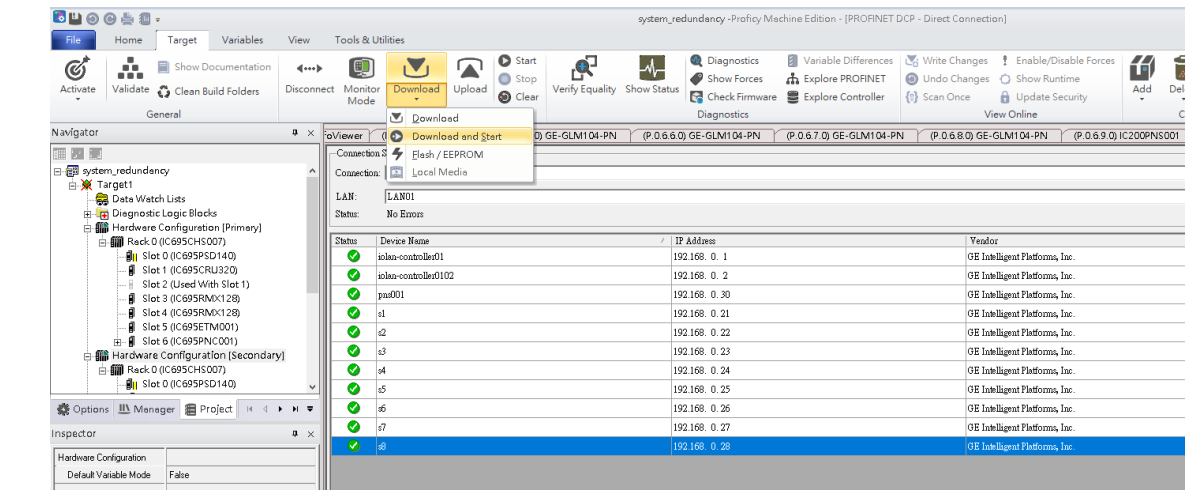 system_redundancy -Proficy Machine Edition - [PROFINET DCP - Direct Connection]
File Home Target Variables View Tools & Utilities
Activate
Validate
Show Documentation
Clean Build Folders
General
Disconnect
Monitor Mode
Download
Upload
Start
Stop
Clear
Verify Equality
Show Status
Diagnostics
Show Forces
Check Firmware
Variable Differences
Explore PROFINET
Explore Controller
Diagnostics
Write Changes
Undo Changes
Scan Once
Enable/Disable Forces
Show Runtime
Update Security
View Online
Add
Del
C
Download
Download and Start
Flash / EEPROM
Local Media
Navigator
system_redundancy
Target1
Data Watch Lists
Diagnostic Logic Blocks
Hardware Configuration [Primary]
Rack 0 (IC695CHS007)
Slot 0 (IC695PSD140)
Slot 1 (IC695CRU320)
Slot 2 (Used With Slot 1)
Slot 3 (IC695RMX128)
Slot 4 (IC695RMX128)
Slot 5 (IC695ETM001)
Slot 6 (IC695PNC001)
Hardware Configuration [Secondary]
Rack 0 (IC695CHS007)
Slot 0 (IC695PSD140)
Options Manager Project
Inspector
Hardware Configuration
Default Variable Mode False
oViewer 0) GE-GLM104-PN (P.0.6.6.0) GE-GLM104-PN (P.0.6.7.0) GE-GLM104-PN (P.0.6.8.0) GE-GLM104-PN (P.0.6.9.0) IC200PNS001
Connection S
Connection:
LAN: LAN01
Status: No Errors
Status Device Name IP Address Vendor
iolan-controller01 192.168. 0. 1 GE Intelligent Platforms, Inc.
iolan-controller0102 192.168. 0. 2 GE Intelligent Platforms, Inc.
pns001 192.168. 0. 30 GE Intelligent Platforms, Inc.
s1 192.168. 0. 21 GE Intelligent Platforms, Inc.
s2 192.168. 0. 22 GE Intelligent Platforms, Inc.
s3 192.168. 0. 23 GE Intelligent Platforms, Inc.
s4 192.168. 0. 24 GE Intelligent Platforms, Inc.
s5 192.168. 0. 25 GE Intelligent Platforms, Inc.
s6 192.168. 0. 26 GE Intelligent Platforms, Inc.
s7 192.168. 0. 27 GE Intelligent Platforms, Inc.
s8 192.168. 0. 28 GE Intelligent Platforms, Inc.